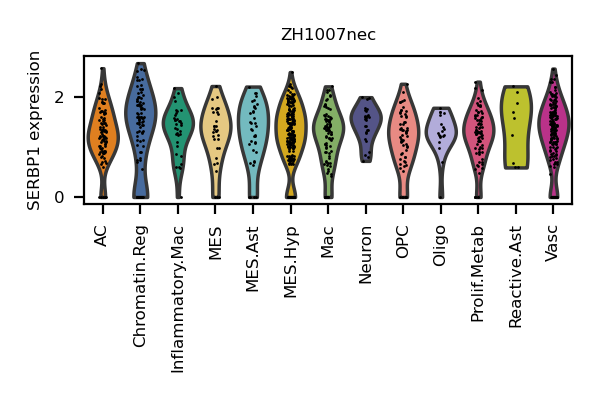 ZH1007nec
SERBP1 expression
2
0
AC
Chromatin.Reg
Inflammatory.Mac
MES
MES.Ast
MES.Hyp
Mac
Neuron
OPC
Oligo
Prolif.Metab
Reactive.Ast
Vasc